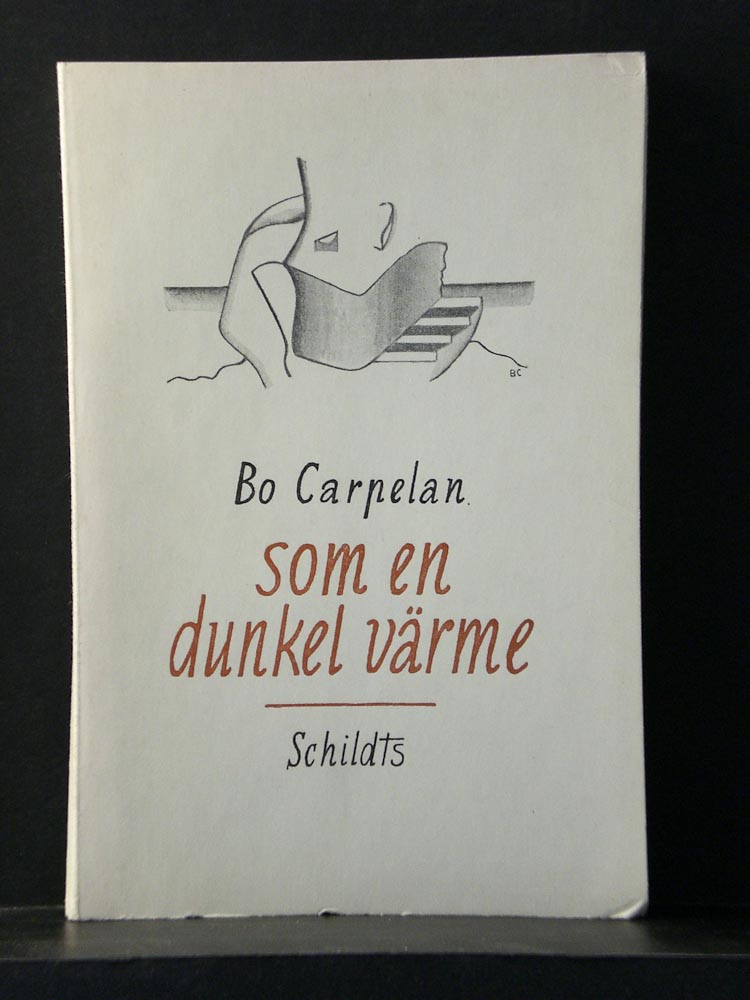 BC
Bo Carpelan
som en
dunkel värme
Schildts